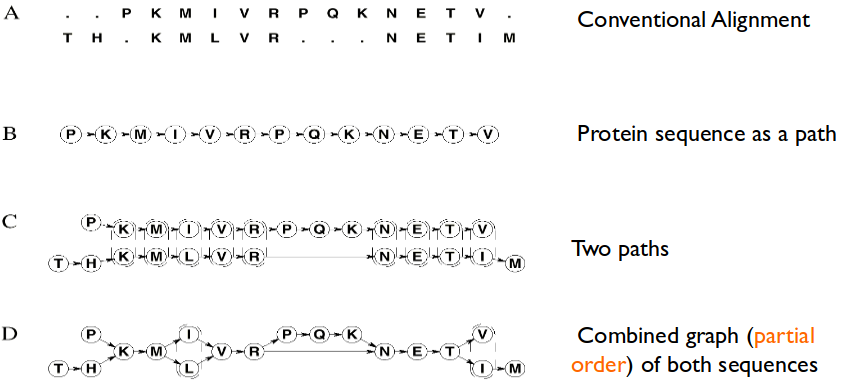 A . . P K M I V R P Q K N E T V . Conventional Alignment
T H . K M L V R . . . N E T I M
B P K M I V R P Q K N E T V Protein sequence as a path
C P K M I V R P Q K N E T V
T H K M L V R N E T I M Two paths
D P I P Q K V Combined graph (partial
K M V R N E T
T H L I M order) of both sequences